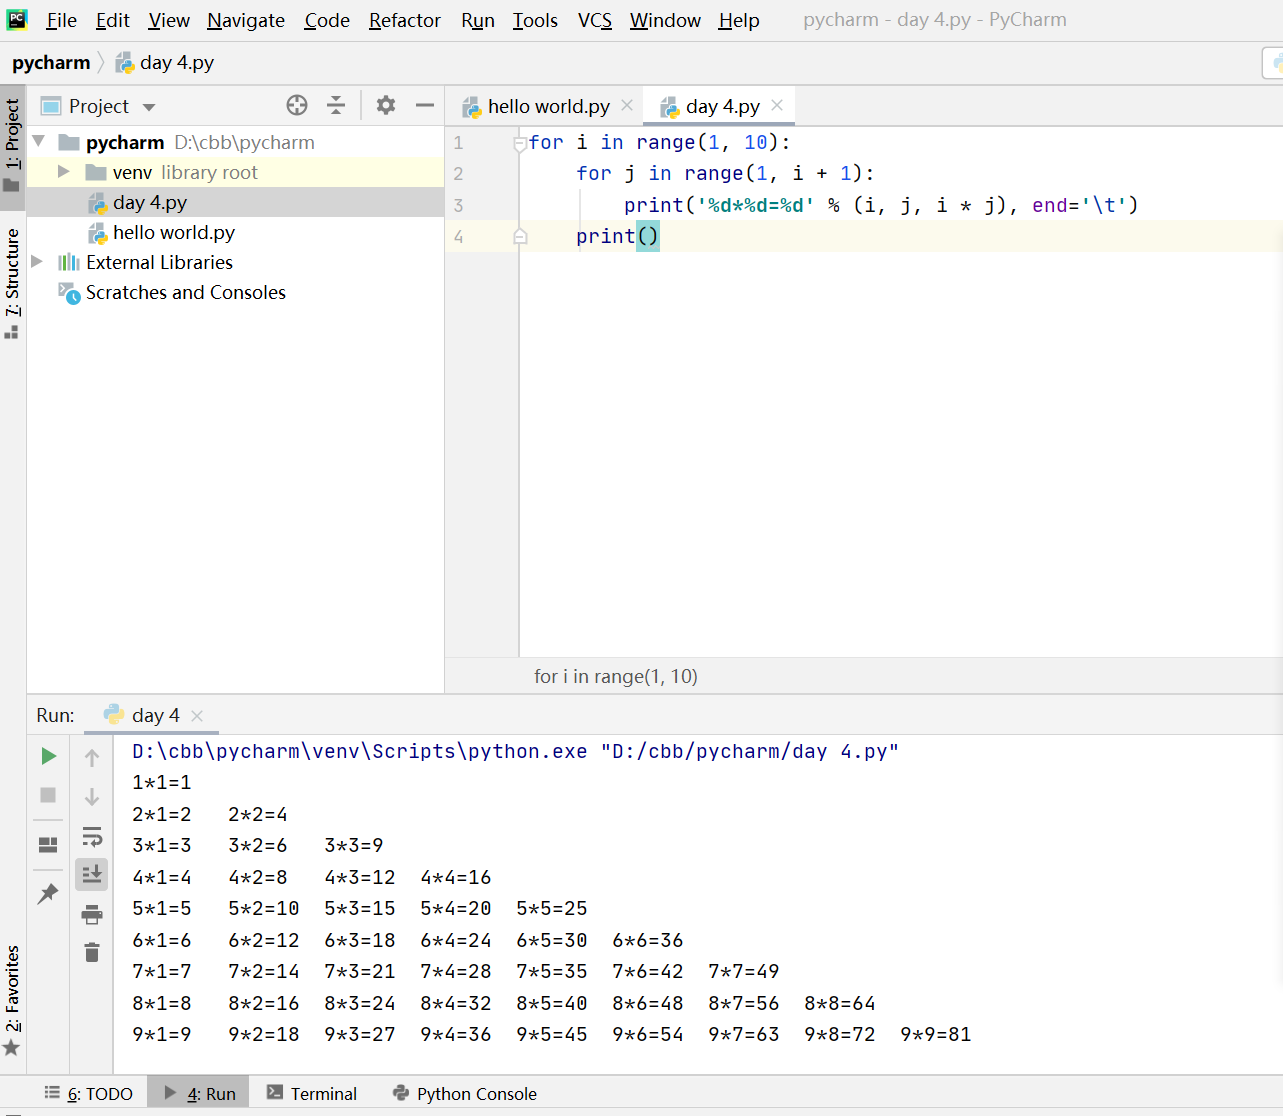 File Edit View Navigate Code Refactor Run Tools VCS Window Help pycharm - day 4.py - PyCharm
pycharm day 4.py
1: Project
7: Structure
2: Favorites
Project
pycharm D:\cbb\pycharm
venv library root
day 4.py
hello world.py
External Libraries
Scratches and Consoles
hello world.py day 4.py
1 for i in range(1, 10):
2     for j in range(1, i + 1):
3         print('%d*%d=%d' % (i, j, i * j), end='\t')
4     print()
for i in range(1, 10)
Run: day 4
D:\cbb\pycharm\venv\Scripts\python.exe "D:/cbb/pycharm/day 4.py"
1*1=1
2*1=2 2*2=4
3*1=3 3*2=6 3*3=9
4*1=4 4*2=8 4*3=12 4*4=16
5*1=5 5*2=10 5*3=15 5*4=20 5*5=25
6*1=6 6*2=12 6*3=18 6*4=24 6*5=30 6*6=36
7*1=7 7*2=14 7*3=21 7*4=28 7*5=35 7*6=42 7*7=49
8*1=8 8*2=16 8*3=24 8*4=32 8*5=40 8*6=48 8*7=56 8*8=64
9*1=9 9*2=18 9*3=27 9*4=36 9*5=45 9*6=54 9*7=63 9*8=72 9*9=81
6: TODO 4: Run Terminal Python Console